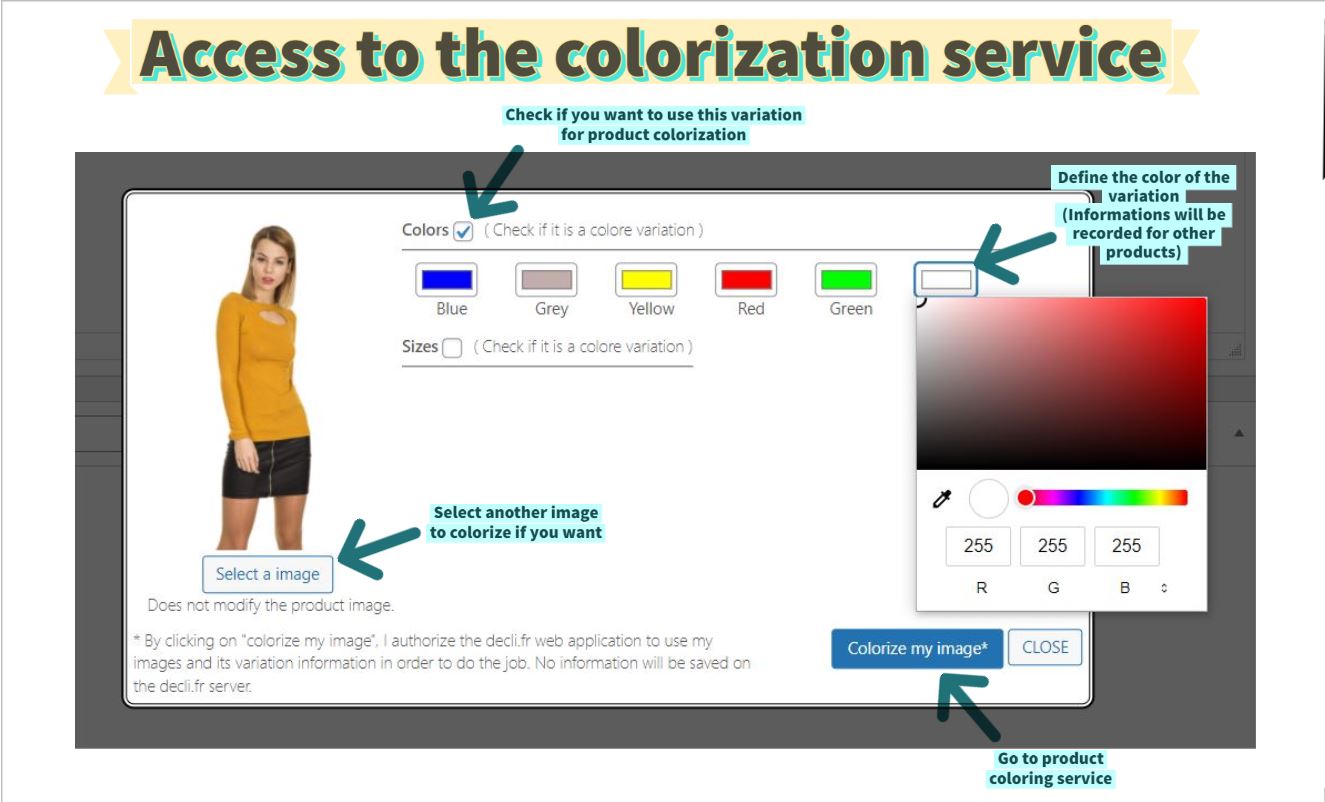 Access to the colorization service
Check if you want to use this variation
for product colorization
Define the color of the
variation
(Informations will be
recorded for other
products)
Colors ( Check if it is a colore variation )
Blue Grey Yellow Red Green
Sizes ( Check if it is a colore variation )
Select another image
to colorize if you want
255 255 255
R G B
Select a image
Does not modify the product image.
* By clicking on "colorize my image", I authorize the decli.fr web application to use my
images and its variation information in order to do the job. No information will be saved on
the decli.fr server.
Colorize my image* CLOSE
Go to product
coloring service